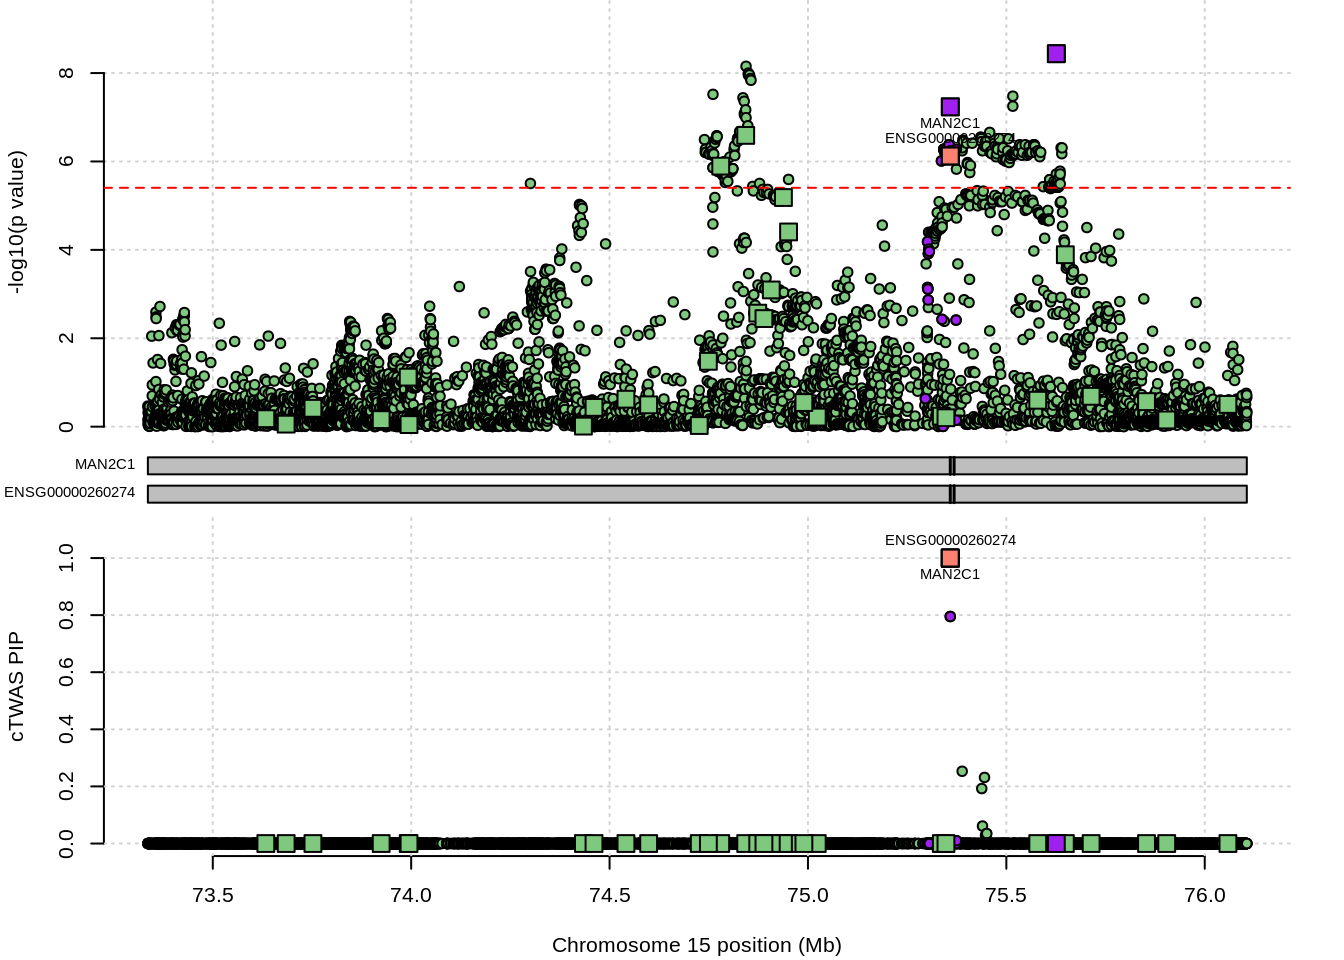 8
6
4
2
0
-log10(p value)
MAN2C1
ENSG00000260274
MAN2C1
ENSG00000260274
ENSG00000260274
MAN2C1
1.0
0.8
0.6
0.4
0.2
0.0
cTWAS PIP
73.5 74.0 74.5 75.0 75.5 76.0
Chromosome 15 position (Mb)